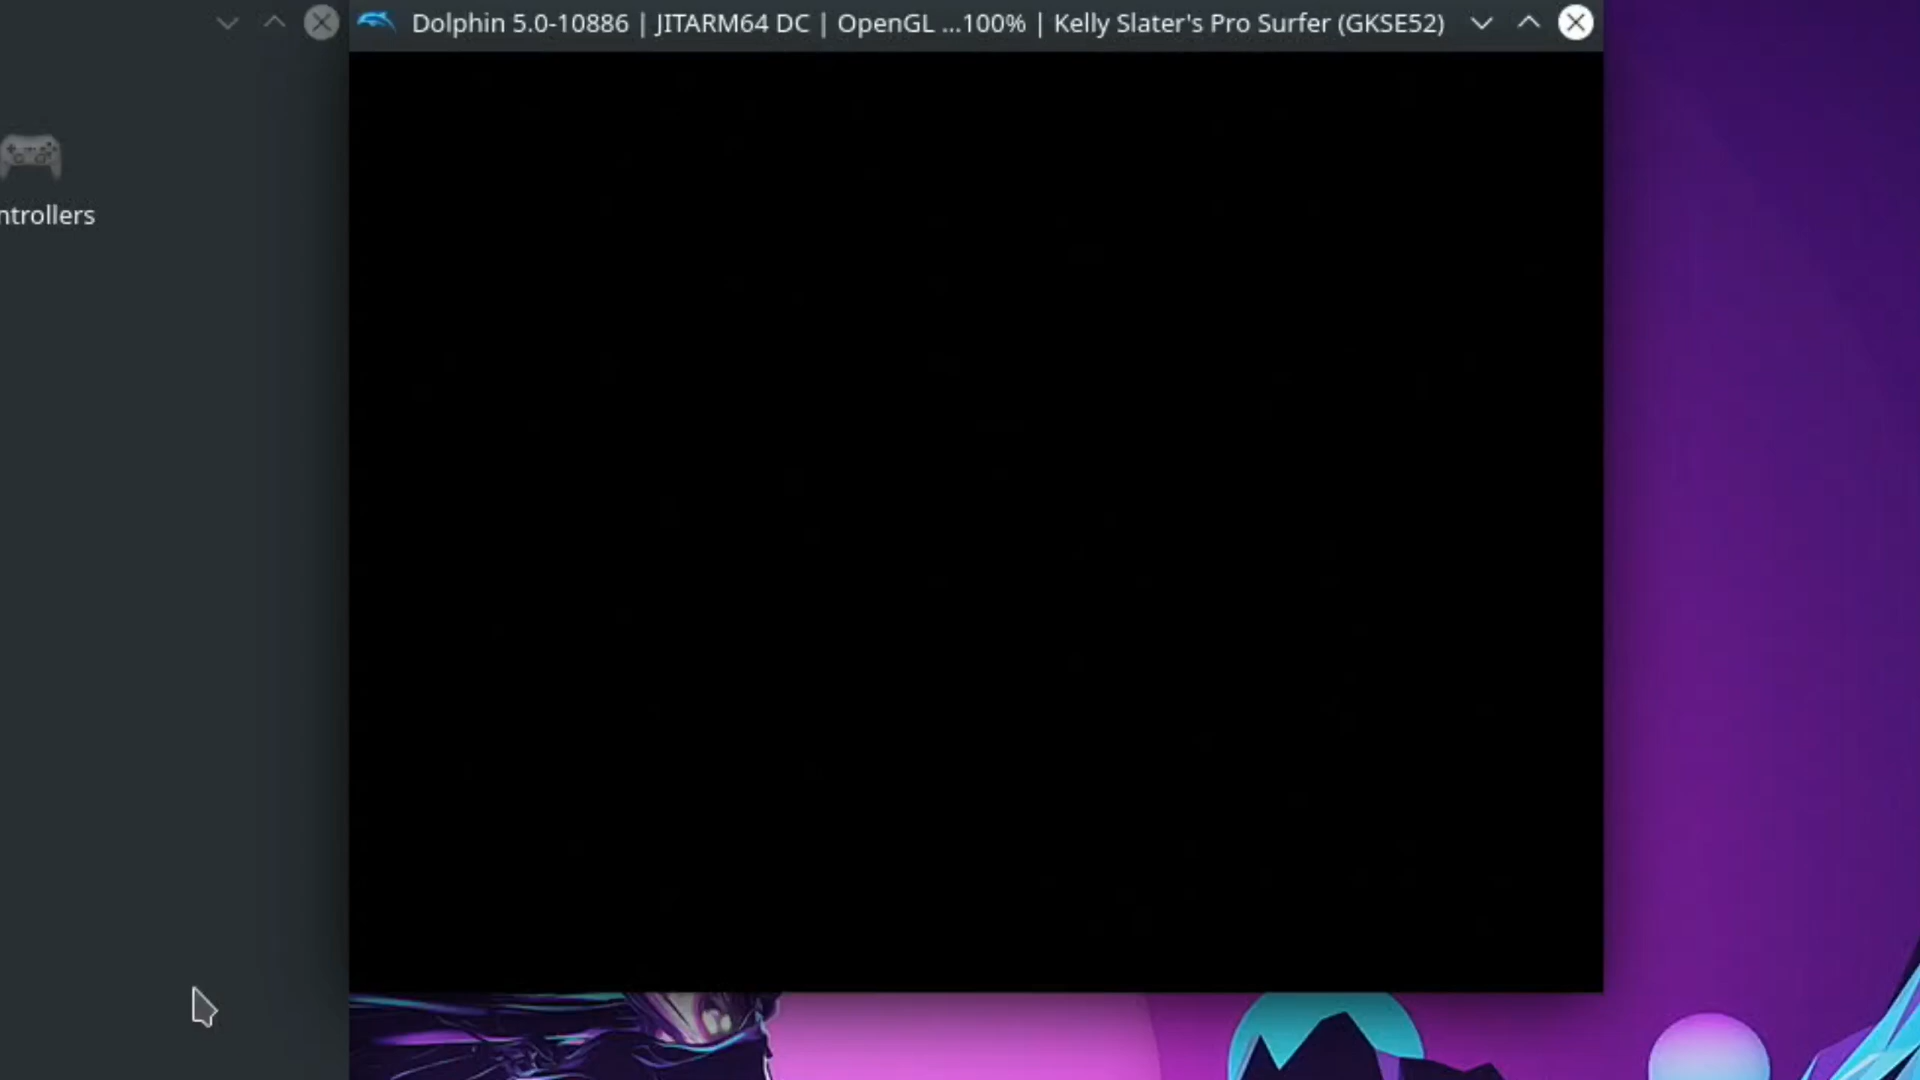 Dolphin 5.0-10886 | JITARM64 DC | OpenGL ...100% | Kelly Slater's Pro Surfer (GKSE52)
ntrollers